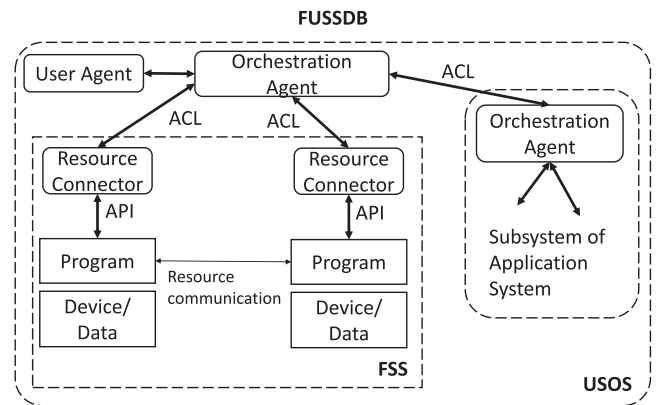 FUSSDB
User Agent
Orchestration
Agent
ACL
ACL
ACL
Orchestration
Agent
Resource
Connector
Resource
Connector
API
API
Program
Resource
communication
Program
Device/
Data
Device/
Data
Subsystem of
Application
System
FSS
USOS